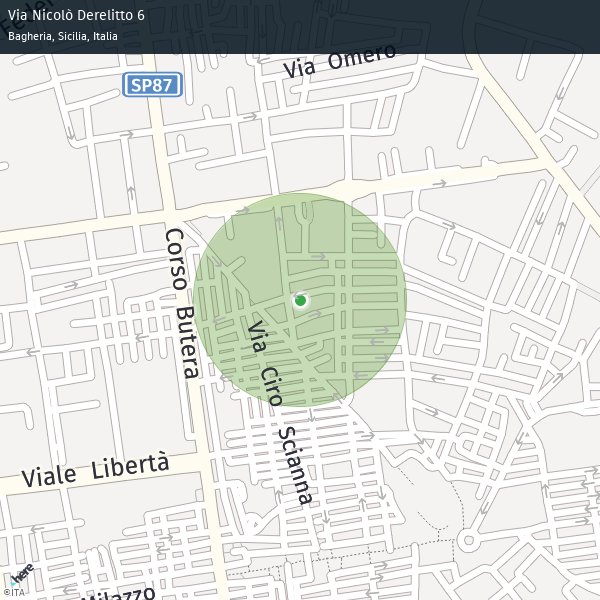 Via Nicolò Derelitto 6
Bagheria, Sicilia, Italia
Via Omero
SP87
Corso Butera
Via Ciro Scianna
Viale Libertà
here
Milazzo
©ITA